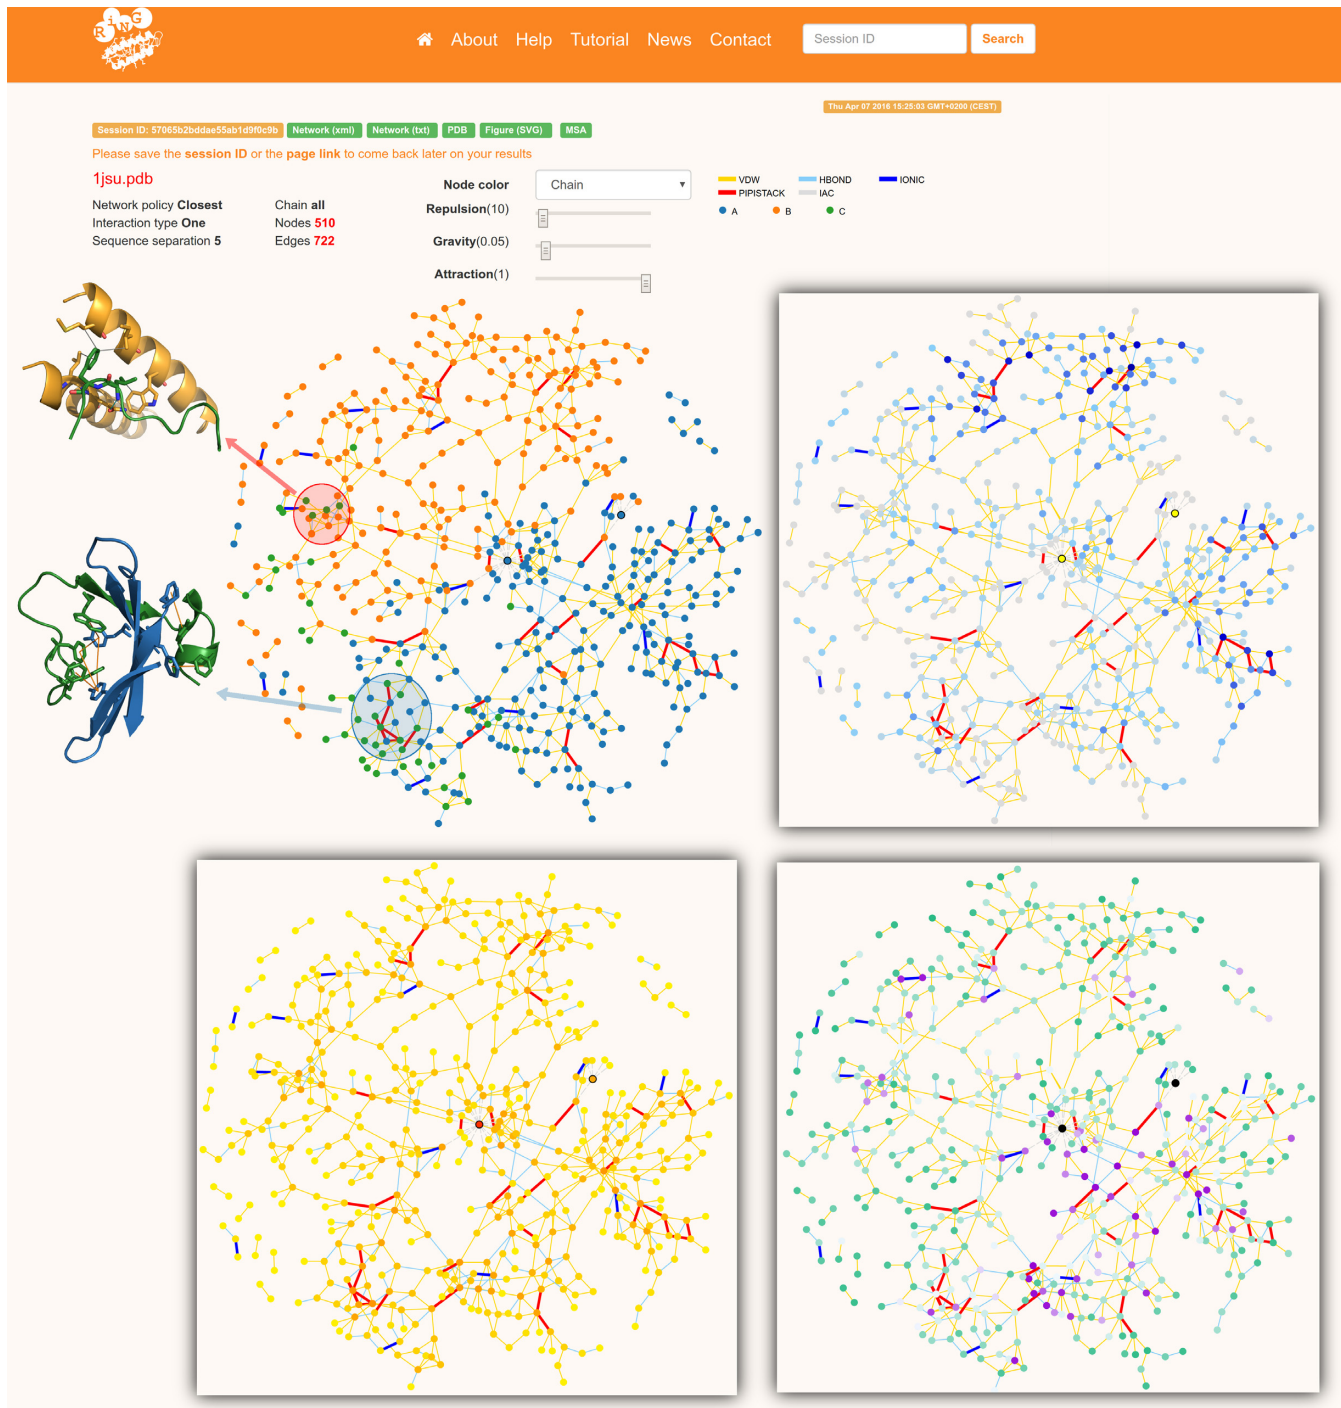 RING
About Help Tutorial News Contact Session ID Search
Thu Apr 07 2016 15:25:03 GMT+0200 (CEST)
Session ID: 57065b2bddae55ab1d9f0c9b Network (xml) Network (txt) PDB Figure (SVG) MSA
Please save the session ID or the page link to come back later on your results
1jsu.pdb
Network policy Closest Chain all
Interaction type One Nodes 510
Sequence separation 5 Edges 722
Node color Chain
Repulsion(10)
Gravity(0.05)
Attraction(1)
VDW HBOND IONIC
PIPISTACK IAC
A B C